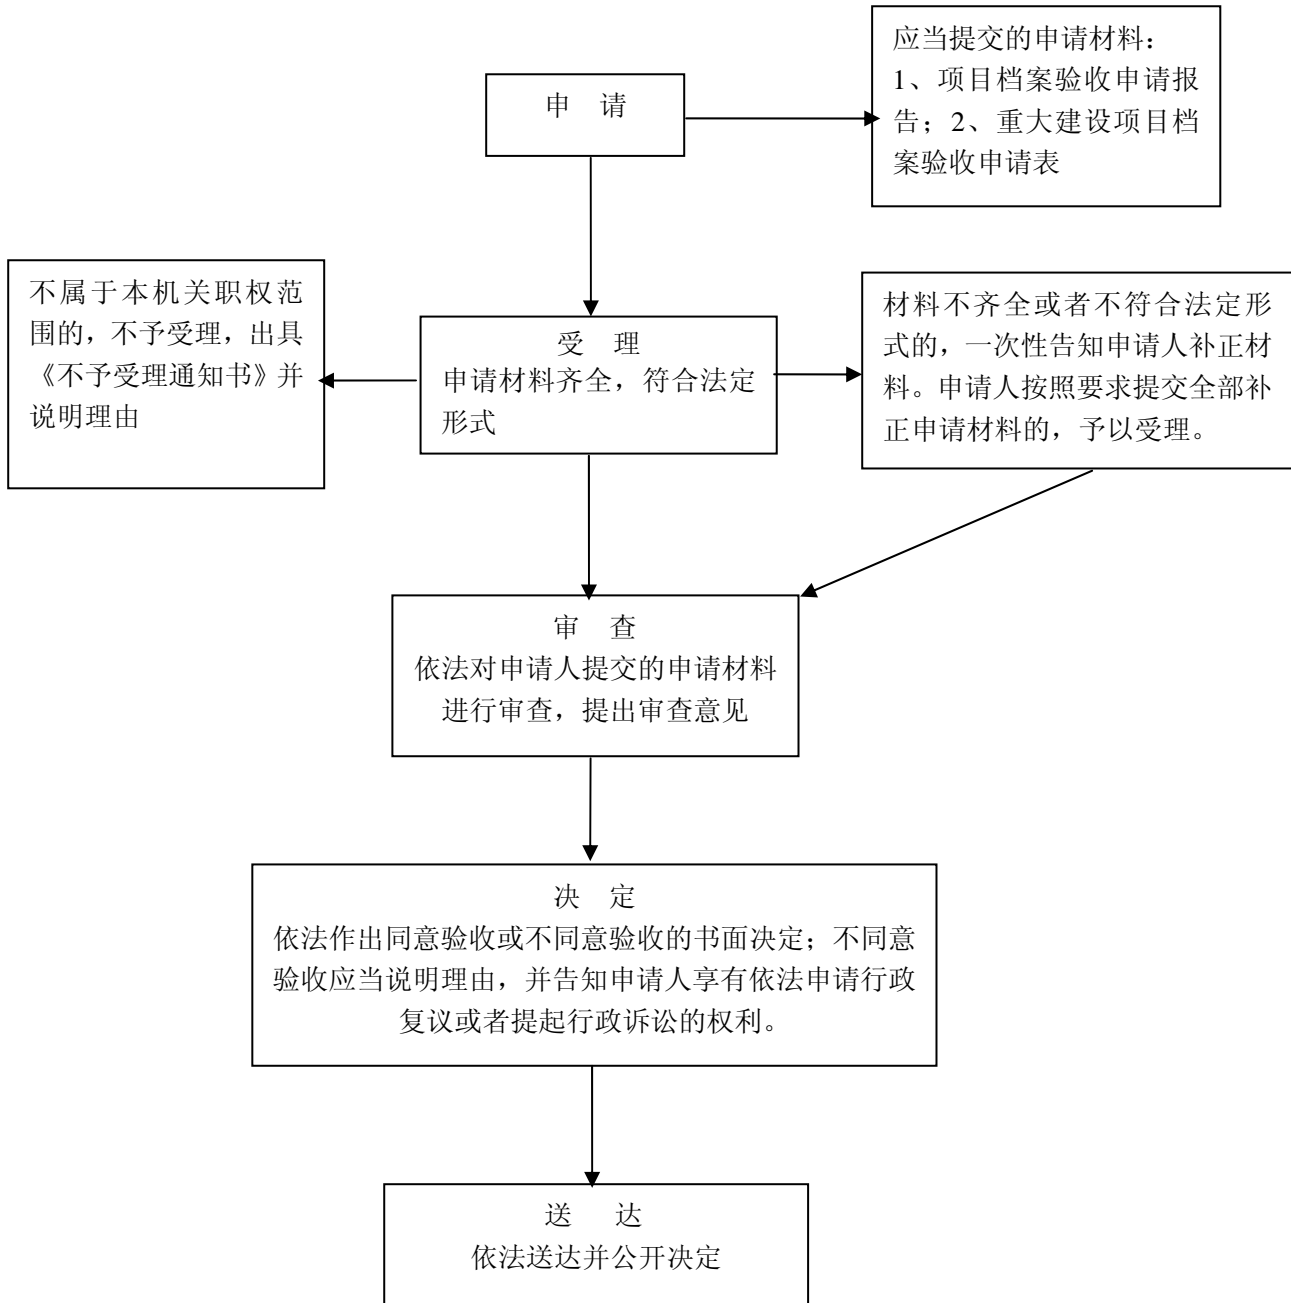 应当提交的申请材料：
1、项目档案验收申请报
告；2、重大建设项目档
案验收申请表
申 请
不属于本机关职权范
围的，不予受理，出具
《不予受理通知书》并
说明理由
受 理
申请材料齐全，符合法定
形式
材料不齐全或者不符合法定形
式的，一次性告知申请人补正材
料。申请人按照要求提交全部补
正申请材料的，予以受理。
审 查
依法对申请人提交的申请材料
进行审查，提出审查意见
决 定
依法作出同意验收或不同意验收的书面决定；不同意
验收应当说明理由，并告知申请人享有依法申请行政
复议或者提起行政诉讼的权利。
送 达
依法送达并公开决定